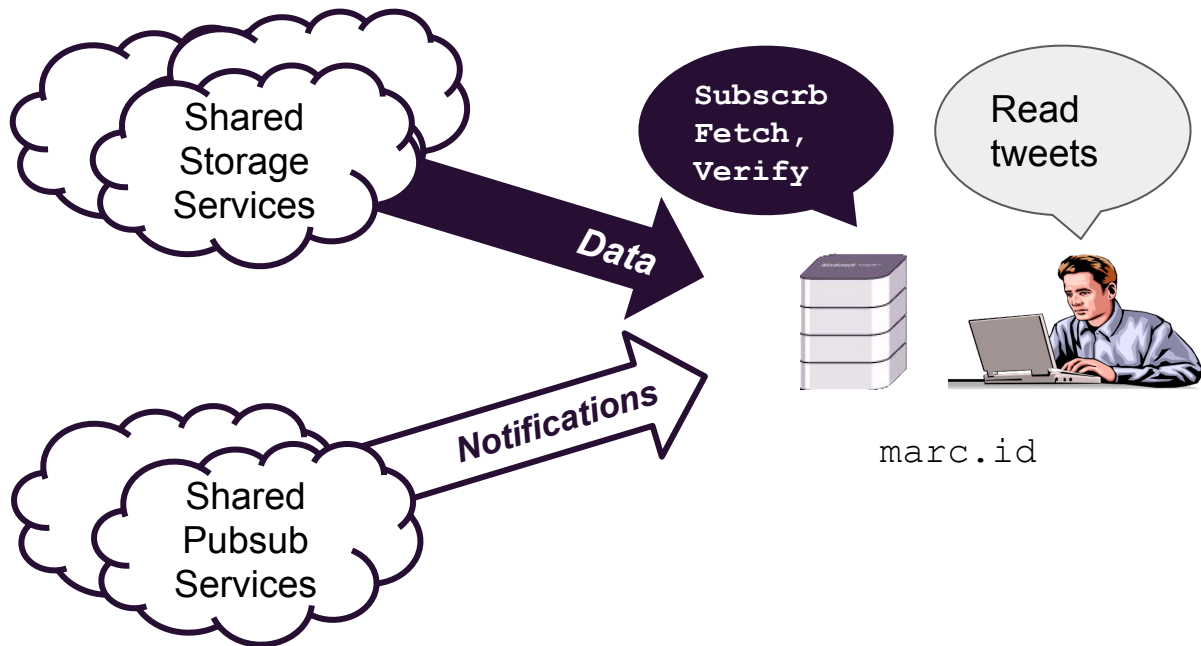 Shared
Storage
Services
Data
Subscrb
Fetch,
Verify
Read
tweets
Notifications
marc.id
Shared
Pubsub
Services